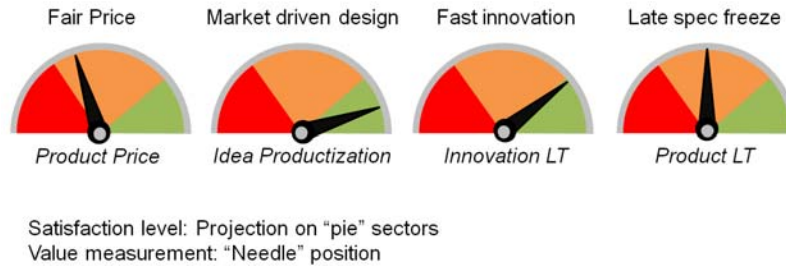 Fair Price Market driven design Fast innovation Late spec freeze
Product Price Idea Productization Innovation LT Product LT
Satisfaction level: Projection on “pie” sectors
Value measurement: “Needle” position